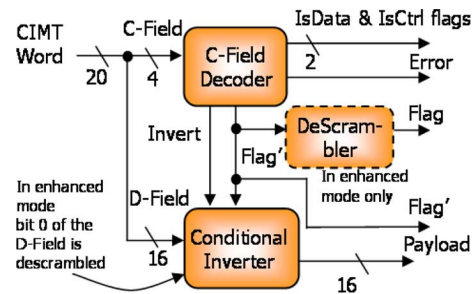 CIMT
Word
20
C-Field
4
C-Field
Decoder
IsData & IsCtrl flags
2
Error
Invert
Flag'
DeScram-
bler
Flag
In enhanced
mode only
In enhanced
mode
bit 0 of the
D-Field is
descrambled
D-Field
16
Conditional
Inverter
Flag'
Payload
16